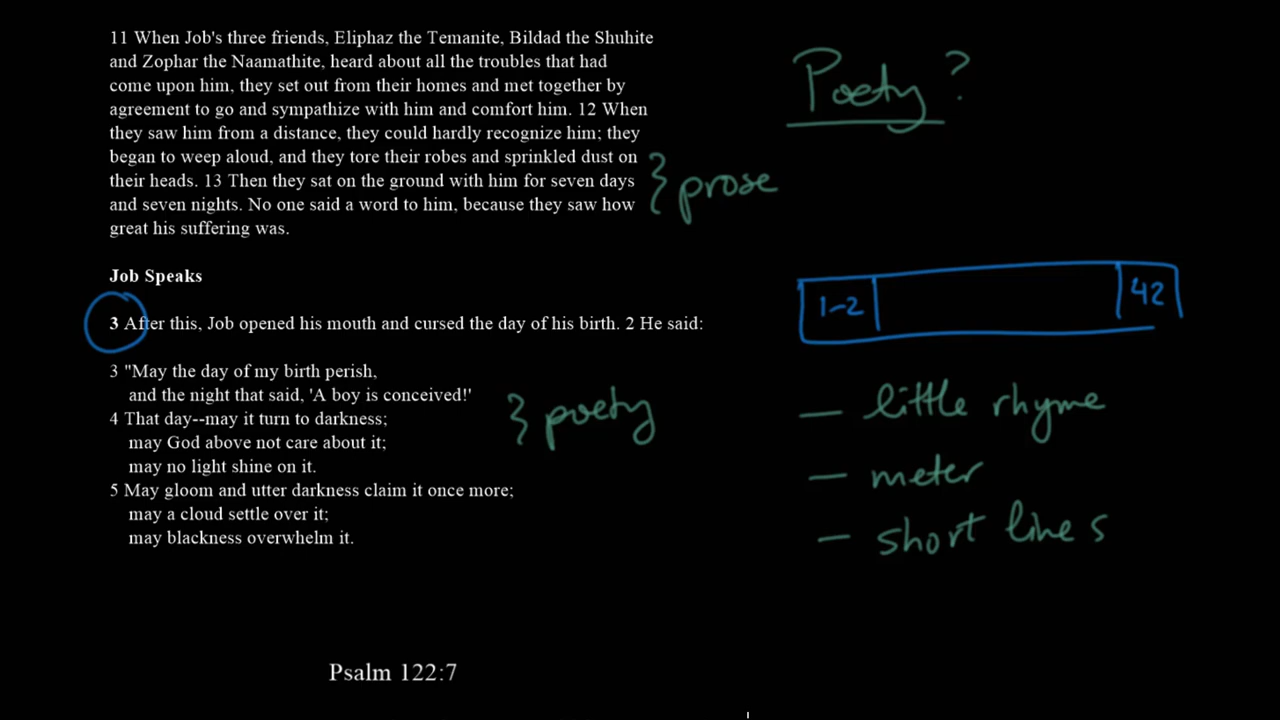 11 When Job's three friends, Eliphaz the Temanite, Bildad the Shuhite
and Zophar the Naamathite, heard about all the troubles that had
come upon him, they set out from their homes and met together by
agreement to go and sympathize with him and comfort him. 12 When
they saw him from a distance, they could hardly recognize him; they
began to weep aloud, and they tore their robes and sprinkled dust on
their heads. 13 Then they sat on the ground with him for seven days
and seven nights. No one said a word to him, because they saw how
great his suffering was.
} prose
Job Speaks
3 After this, Job opened his mouth and cursed the day of his birth. 2 He said:
3 "May the day of my birth perish,
and the night that said, 'A boy is conceived!'
4 That day--may it turn to darkness;
may God above not care about it;
may no light shine on it.
5 May gloom and utter darkness claim it once more;
may a cloud settle over it;
may blackness overwhelm it.
} poety
Psalm 122:7
Poety ?
1-2
42
— little rhyme
— meter
— short lines